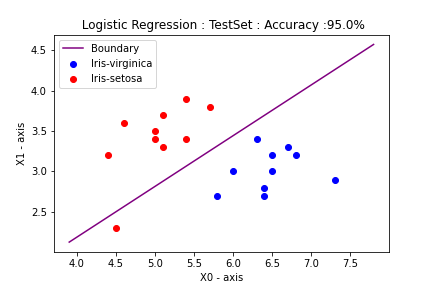 Logistic Regression : TestSet : Accuracy :95.0%
Boundary
Iris-virginica
Iris-setosa
4.5
4.0
3.5
3.0
2.5
X1 - axis
4.0 4.5 5.0 5.5 6.0 6.5 7.0 7.5
X0 - axis